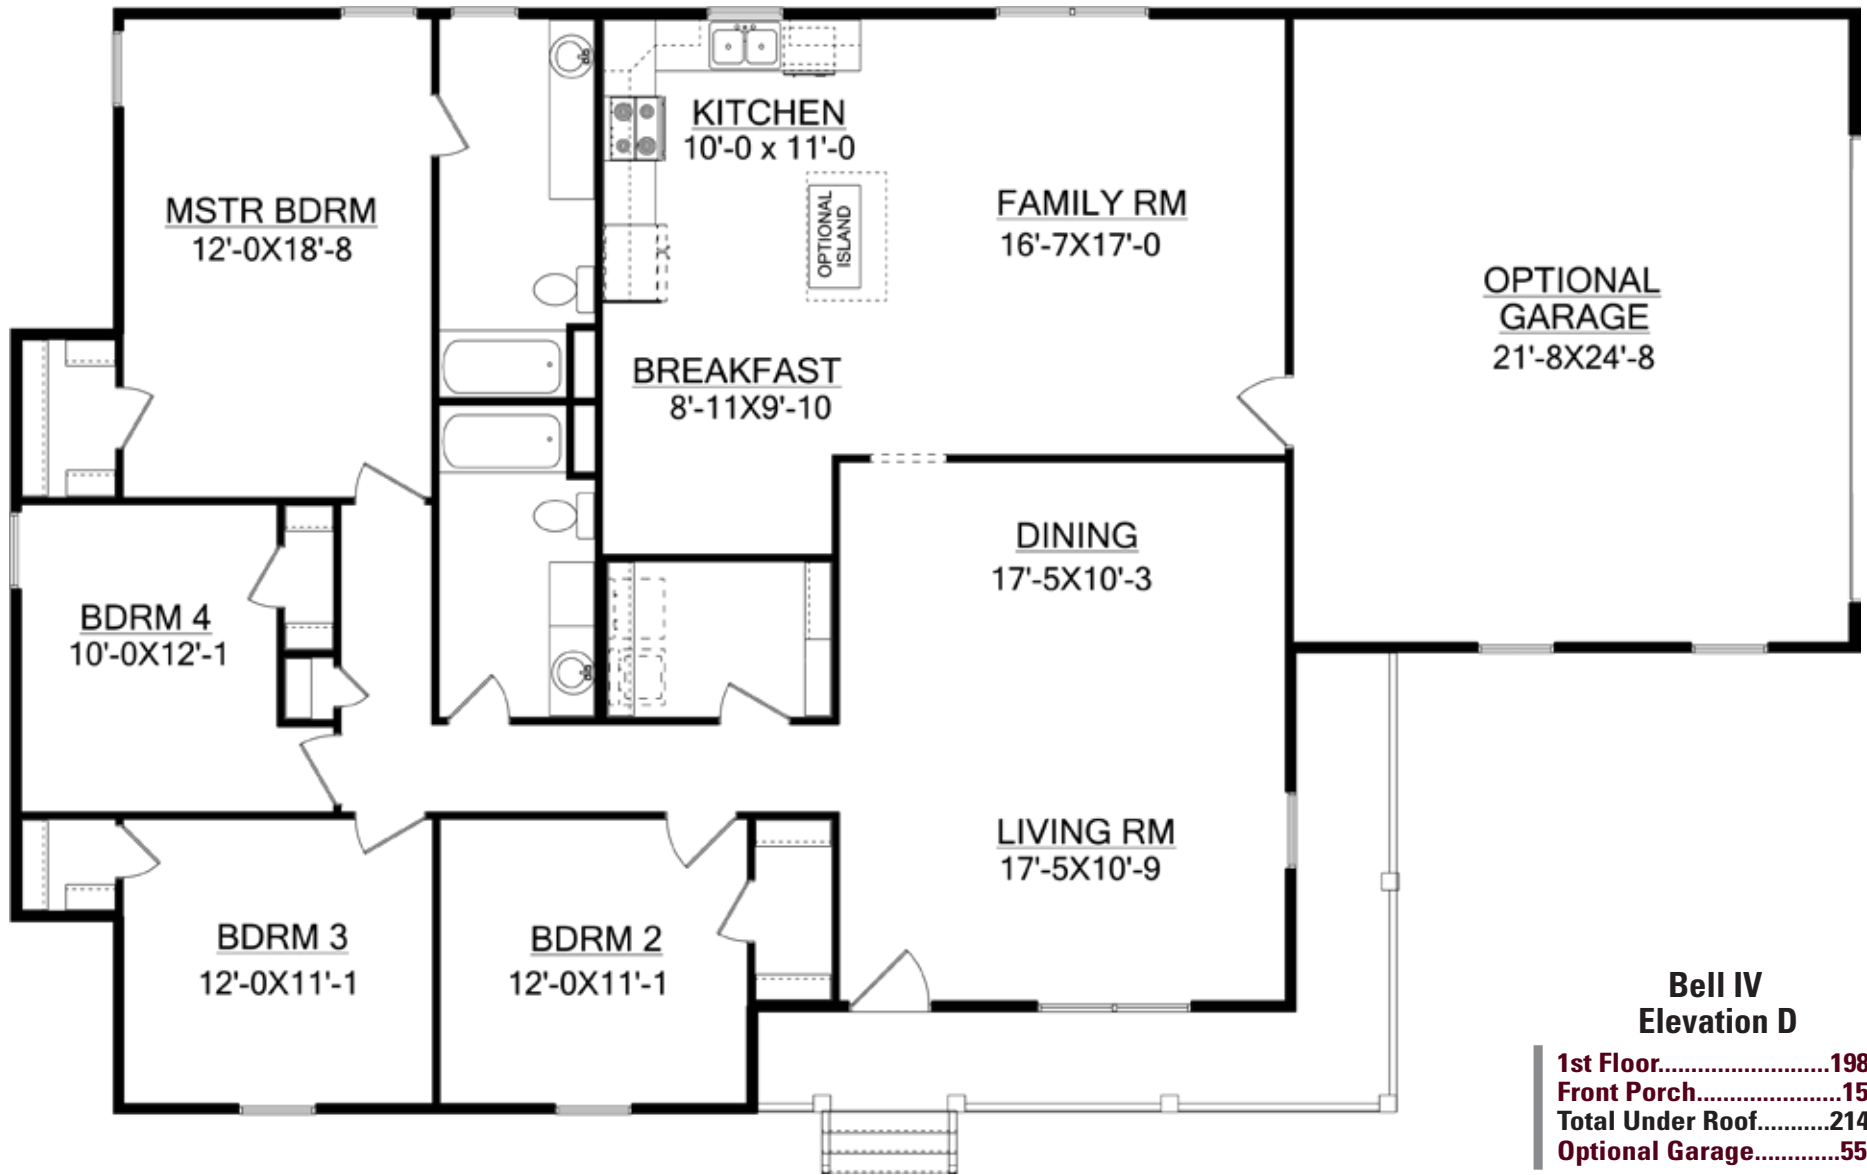 KITCHEN
10'-0 x 11'-0
MSTR BDRM
12'-0X18'-8
OPTIONAL
ISLAND
FAMILY RM
16'-7X17'-0
OPTIONAL
GARAGE
21'-8X24'-8
BREAKFAST
8'-11X9'-10
DINING
17'-5X10'-3
BDRM 4
10'-0X12'-1
LIVING RM
17'-5X10'-9
BDRM 3
12'-0X11'-1
BDRM 2
12'-0X11'-1
Bell IV
Elevation D
1st Floor..........................198
Front Porch......................15
Total Under Roof...........214
Optional Garage.............55